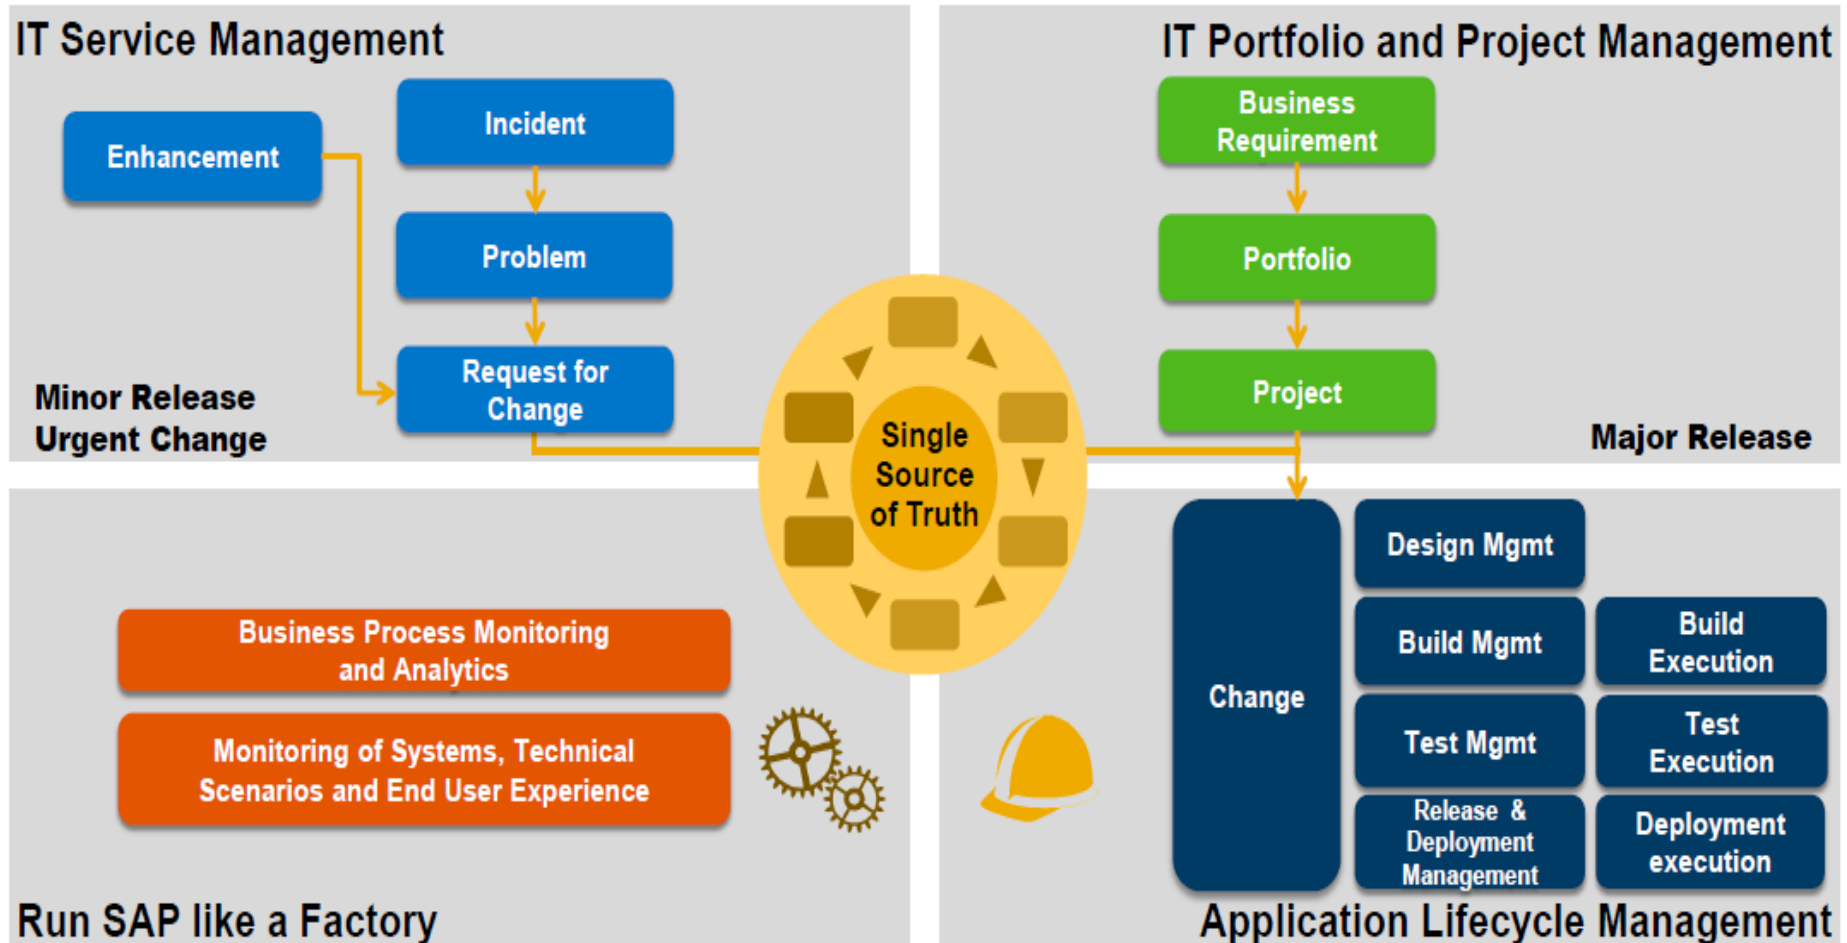 IT Service Management
Enhancement
Incident
Problem
Request for
Change
Minor Release
Urgent Change
IT Portfolio and Project Management
Business
Requirement
Portfolio
Project
Major Release
Single
Source
of Truth
Business Process Monitoring
and Analytics
Monitoring of Systems, Technical
Scenarios and End User Experience
Run SAP like a Factory
Change
Design Mgmt
Build Mgmt
Build
Execution
Test Mgmt
Test
Execution
Release &
Deployment
Management
Deployment
execution
Application Lifecycle Management